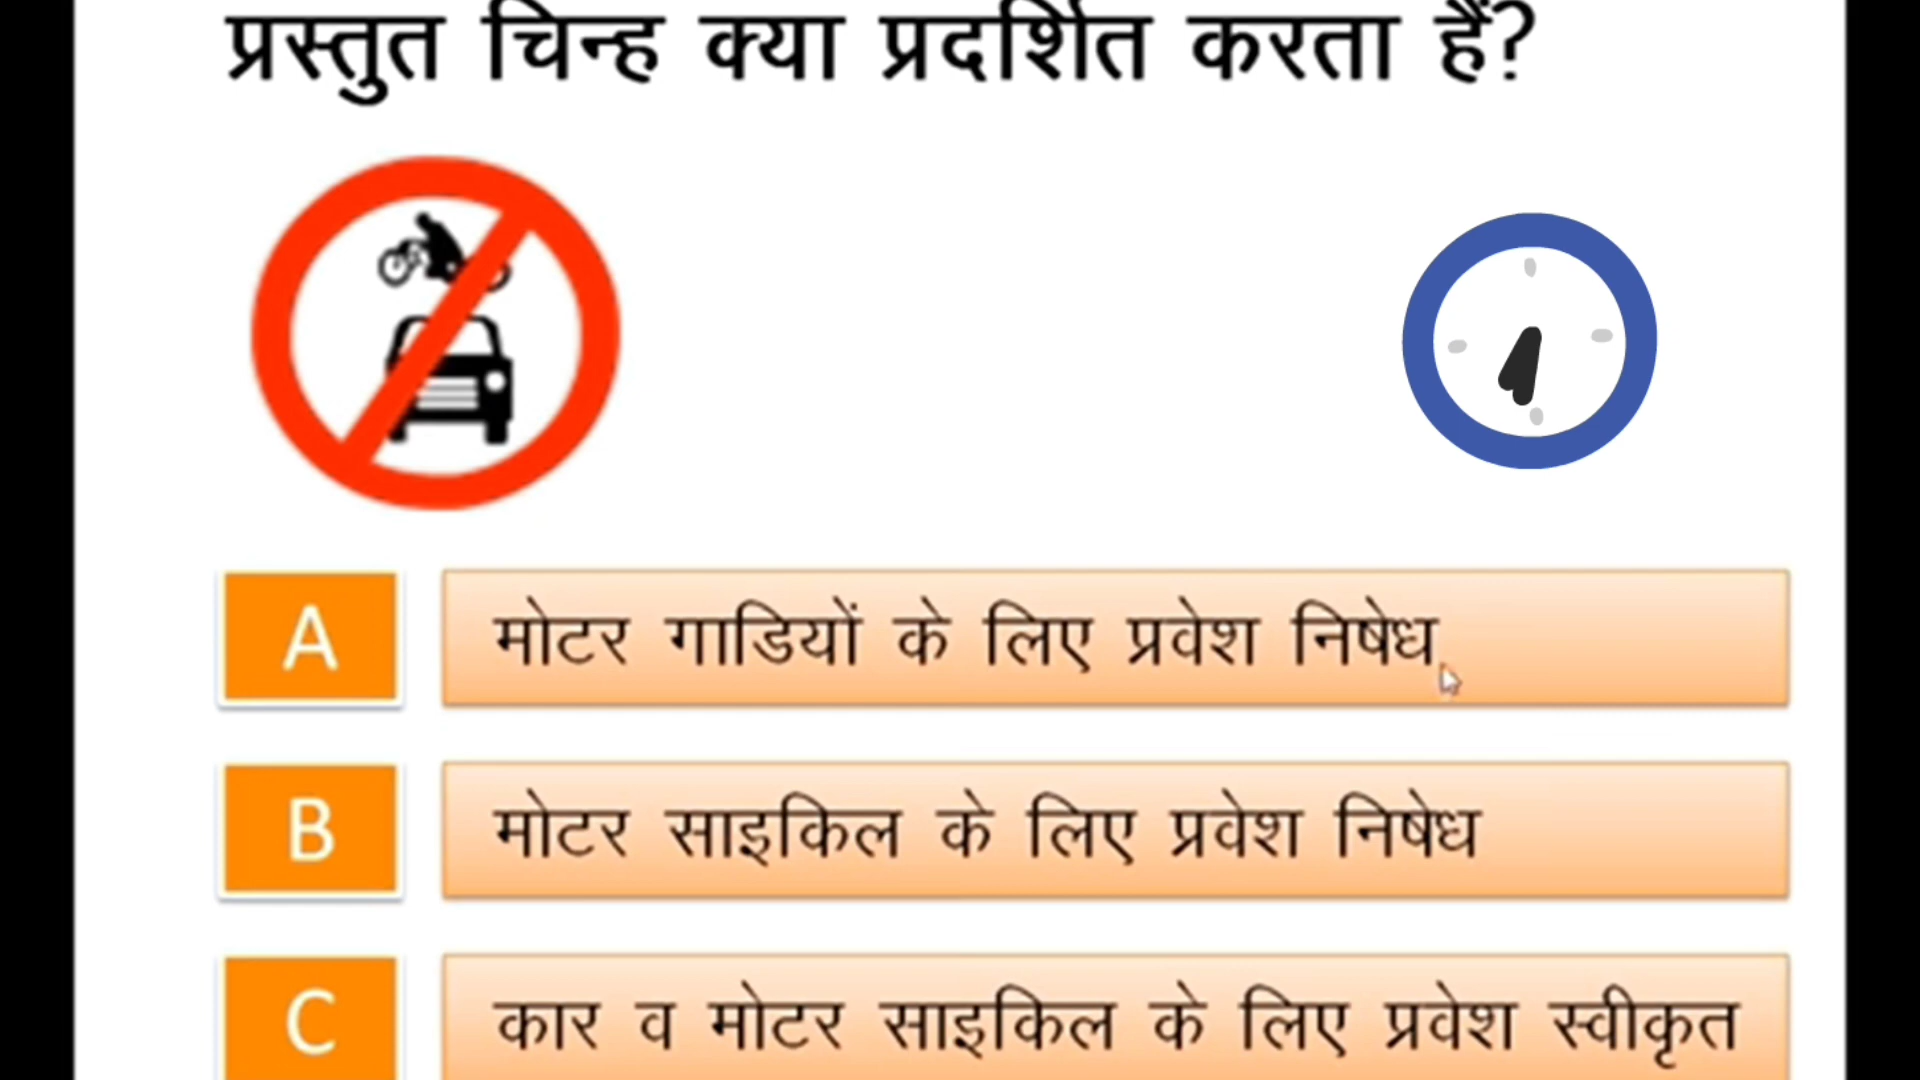 प्रस्तुत चिन्ह क्या प्रदर्शित करता हैं?
A मोटर गाडियों के लिए प्रवेश निषेध
B मोटर साइकिल के लिए प्रवेश निषेध
C कार व मोटर साइकिल के लिए प्रवेश स्वीकृत